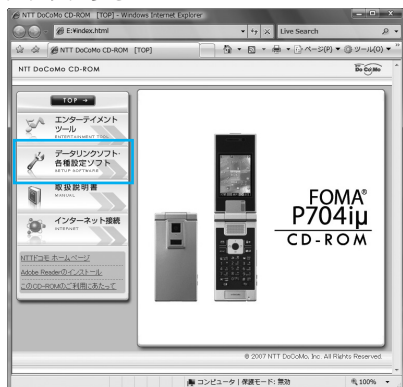 NTT DoCoMo CD-ROM [TOP] - Windows Internet Explorer
E:¥index.html
Live Search
NTT DoCoMo CD-ROM [TOP]
ページ(P)
ツール(O)
NTT DoCoMo CD-ROM
DoCoMo
TOP
エンターテイメント
ツール
ENTERTAINMENT TOOL
データリンクソフト・
各種設定ソフト
SETUP SOFTWARE
取扱説明書
MANUAL
インターネット接続
INTERNET
NTTドコモ ホームページ
Adobe Readerのインストール
このCD-ROMのご利用にあたって
FOMA®
P704iμ
CD-ROM
© 2007 NTT DoCoMo, Inc. All Rights Reserved.
コンピュータ | 保護モード: 無効
100%